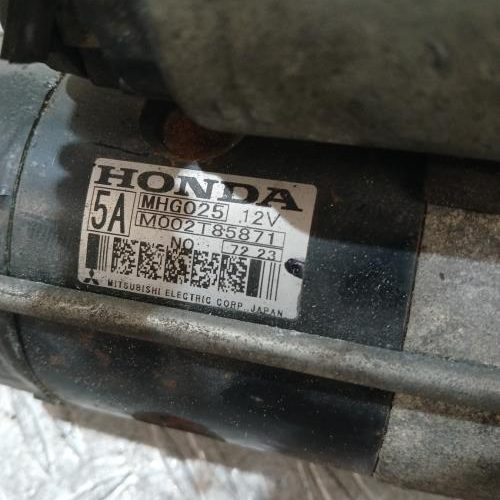 HONDA
5A MHG025 12V
M002T85871
NO. 72 23
MITSUBISHI ELECTRIC CORP. JAPAN